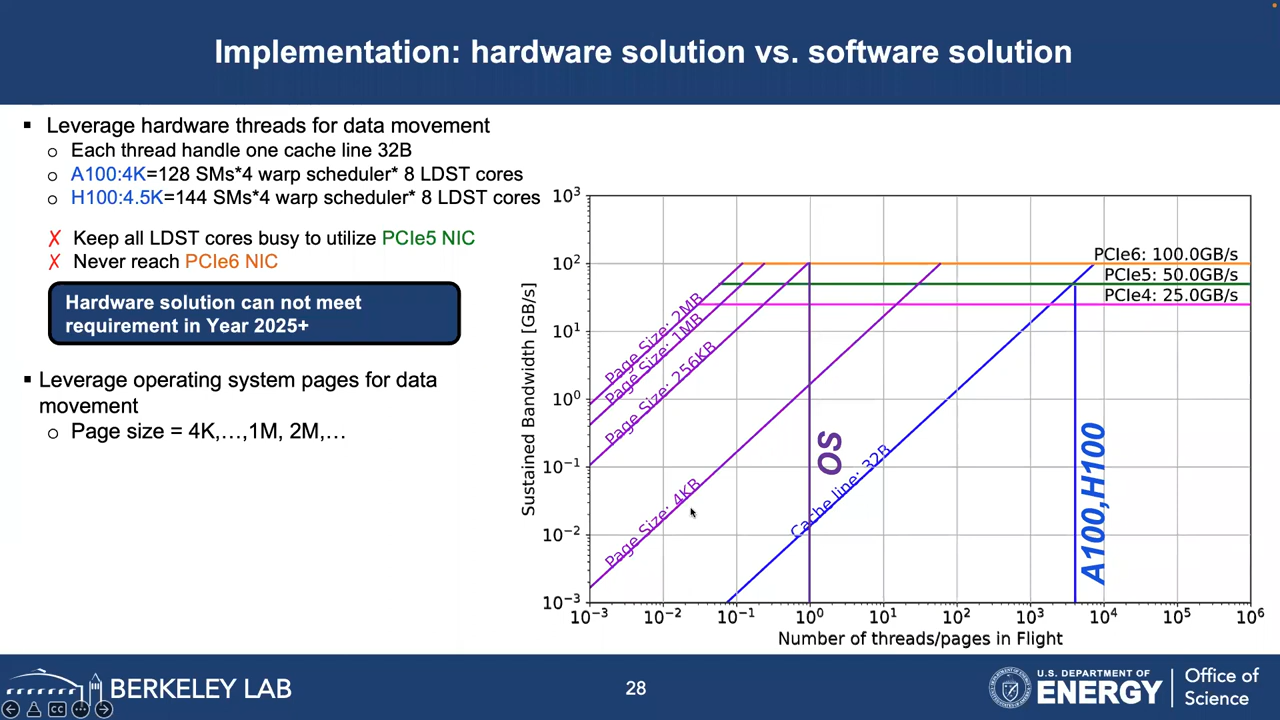 Implementation: hardware solution vs. software solution
▪ Leverage hardware threads for data movement
o Each thread handle one cache line 32B
o A100:4K=128 SMs*4 warp scheduler* 8 LDST cores
o H100:4.5K=144 SMs*4 warp scheduler* 8 LDST cores
✗ Keep all LDST cores busy to utilize PCIe5 NIC
✗ Never reach PCIe6 NIC
Hardware solution can not meet
requirement in Year 2025+
▪ Leverage operating system pages for data
movement
o Page size = 4K,…,1M, 2M,…
Sustained Bandwidth [GB/s]
10³
10²
10¹
10⁰
10⁻¹
10⁻²
10⁻³
PCIe6: 100.0GB/s
PCIe5: 50.0GB/s
PCIe4: 25.0GB/s
Page Size: 2MB
Page Size: 1MB
Page Size: 256KB
Page Size: 4KB
Cache line: 32B
OS
A100,H100
10⁻³ 10⁻² 10⁻¹ 10⁰ 10¹ 10² 10³ 10⁴ 10⁵ 10⁶
Number of threads/pages in Flight
BERKELEY LAB
28
U.S. DEPARTMENT OF
ENERGY
Office of
Science